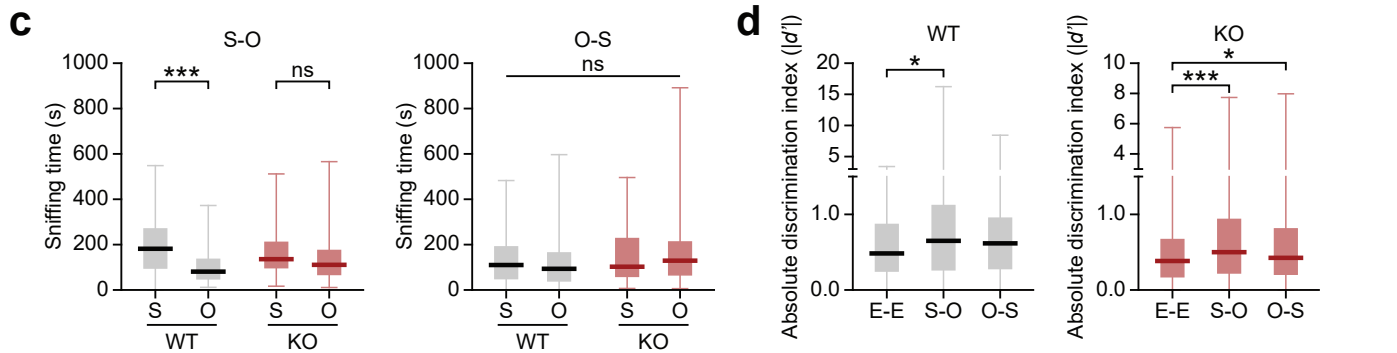 c
S-O
Sniffing time (s)
1000
800
600
400
200
0
***
ns
S
O
S
O
WT
KO
O-S
Sniffing time (s)
1000
800
600
400
200
0
ns
S
O
S
O
WT
KO
d
WT
Absolute discrimination index (|d'|)
20
15
10
5
1.0
0.0
*
E-E
S-O
O-S
KO
Absolute discrimination index (|d'|)
10
8
6
4
1.0
0.0
*
***
E-E
S-O
O-S